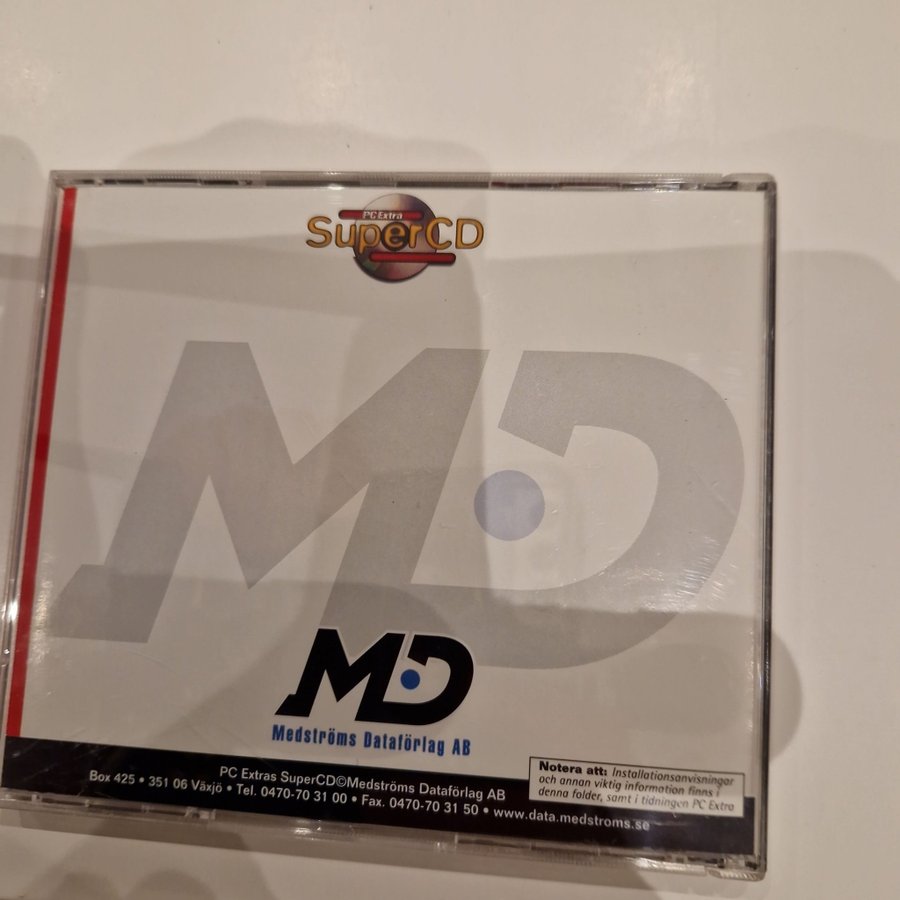 PC Extra
SuperCD
MD
MD
Medströms Dataförlag AB
PC Extras SuperCD©Medströms Dataförlag AB
Box 425 • 351 06 Växjö • Tel. 0470-70 31 00 • Fax. 0470-70 31 50 • www.data.medstroms.se
Notera att: Installationsanvisningar
och annan viktig information finns i
denna folder, samt i tidningen PC Extra